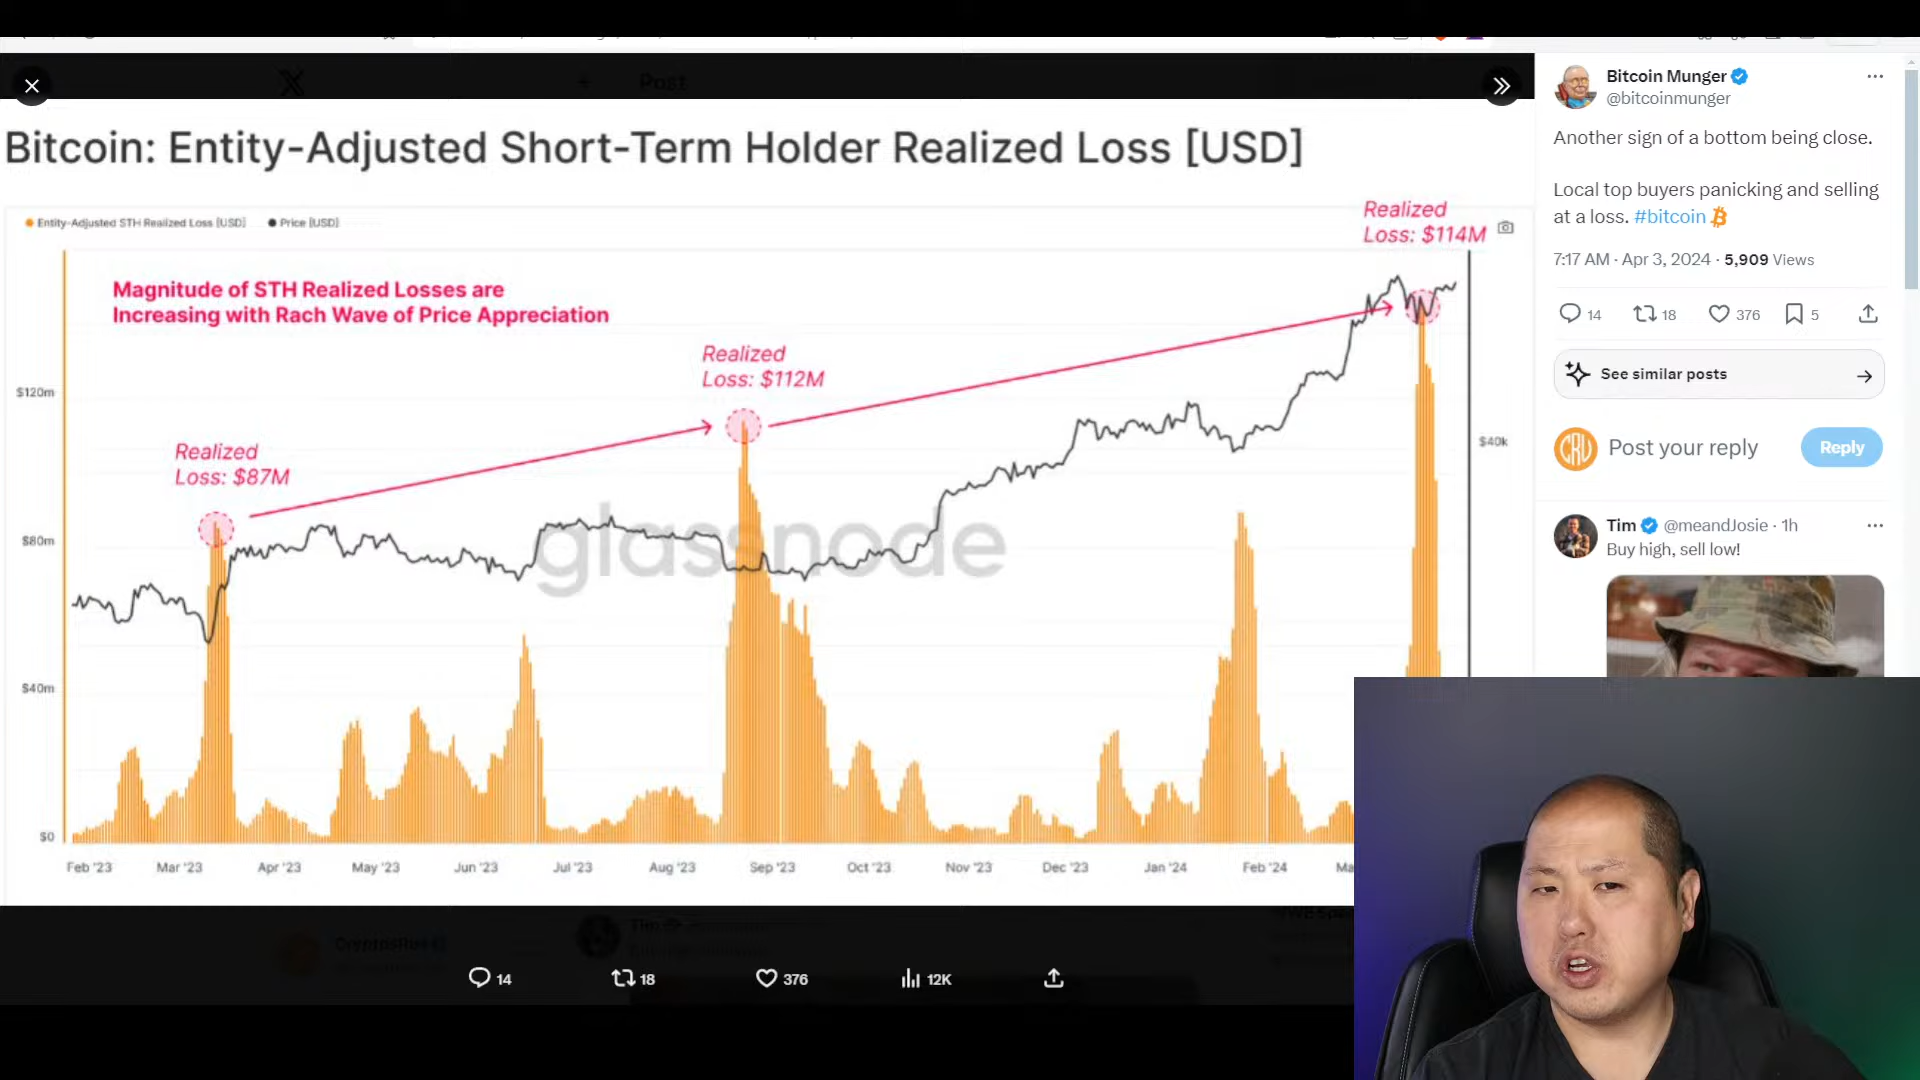 Post
Bitcoin: Entity-Adjusted Short-Term Holder Realized Loss [USD]
Entity-Adjusted STH Realized Loss [USD]
Price [USD]
Magnitude of STH Realized Losses are
Increasing with Rach Wave of Price Appreciation
Realized
Loss: $87M
Realized
Loss: $112M
Realized
Loss: $114M
$120m
$80m
$40m
$0
$40k
glassnode
Feb '23
Mar '23
Apr '23
May '23
Jun '23
Jul '23
Aug '23
Sep '23
Oct '23
Nov '23
Dec '23
Jan '24
Feb '24
Ma
14
18
376
12K
Bitcoin Munger
@bitcoinmunger
Another sign of a bottom being close.
Local top buyers panicking and selling
at a loss. #bitcoin
7:17 AM · Apr 3, 2024 · 5,909 Views
14
18
376
5
See similar posts
CRU
Post your reply
Reply
Tim @meandJosie · 1h
Buy high, sell low!